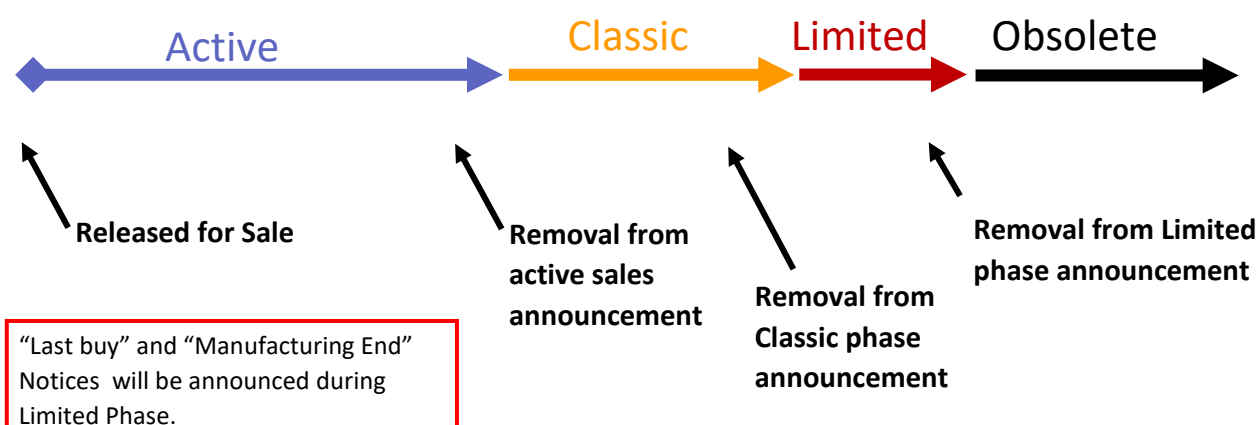 Active
Classic
Limited
Obsolete
Released for Sale
Removal from
active sales
announcement
Removal from
Classic phase
announcement
Removal from Limited
phase announcement
“Last buy” and “Manufacturing End”
Notices  will be announced during
Limited Phase.